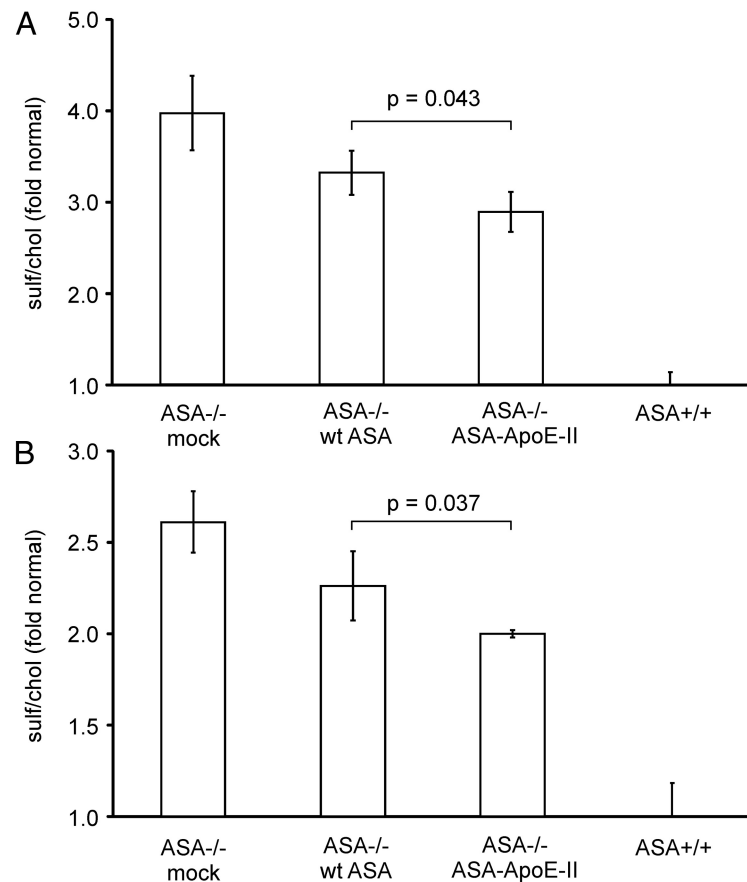 A
sulf/chol (fold normal)
5.0
4.0
3.0
2.0
1.0
p = 0.043
ASA-/-
mock
ASA-/-
wt ASA
ASA-/-
ASA-ApoE-II
ASA+/+
B
sulf/chol (fold normal)
3.0
2.5
2.0
1.5
1.0
p = 0.037
ASA-/-
mock
ASA-/-
wt ASA
ASA-/-
ASA-ApoE-II
ASA+/+